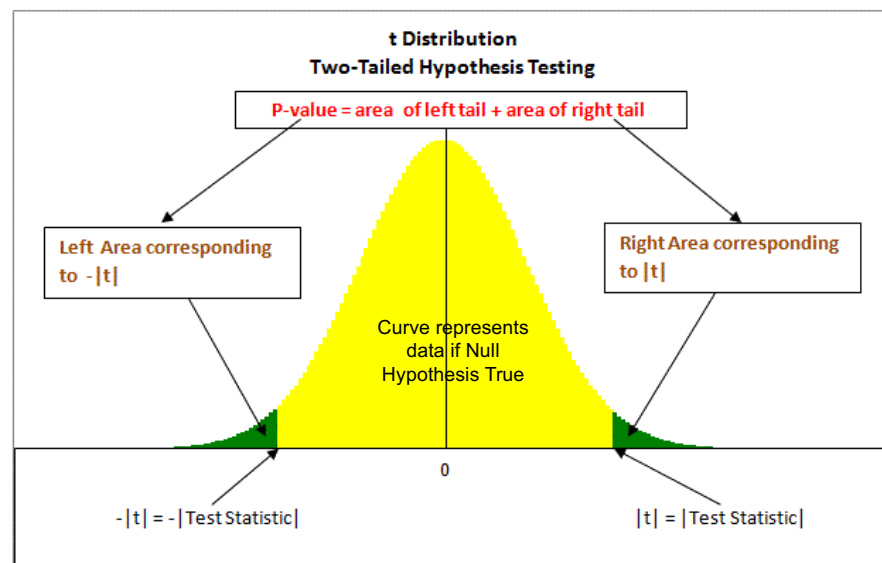 t Distribution
Two-Tailed Hypothesis Testing
P-value = area of left tail + area of right tail
Left Area corresponding
to -|t|
Right Area corresponding
to |t|
Curve represents
data if Null
Hypothesis True
0
-|t| = -|Test Statistic|
|t| = |Test Statistic|